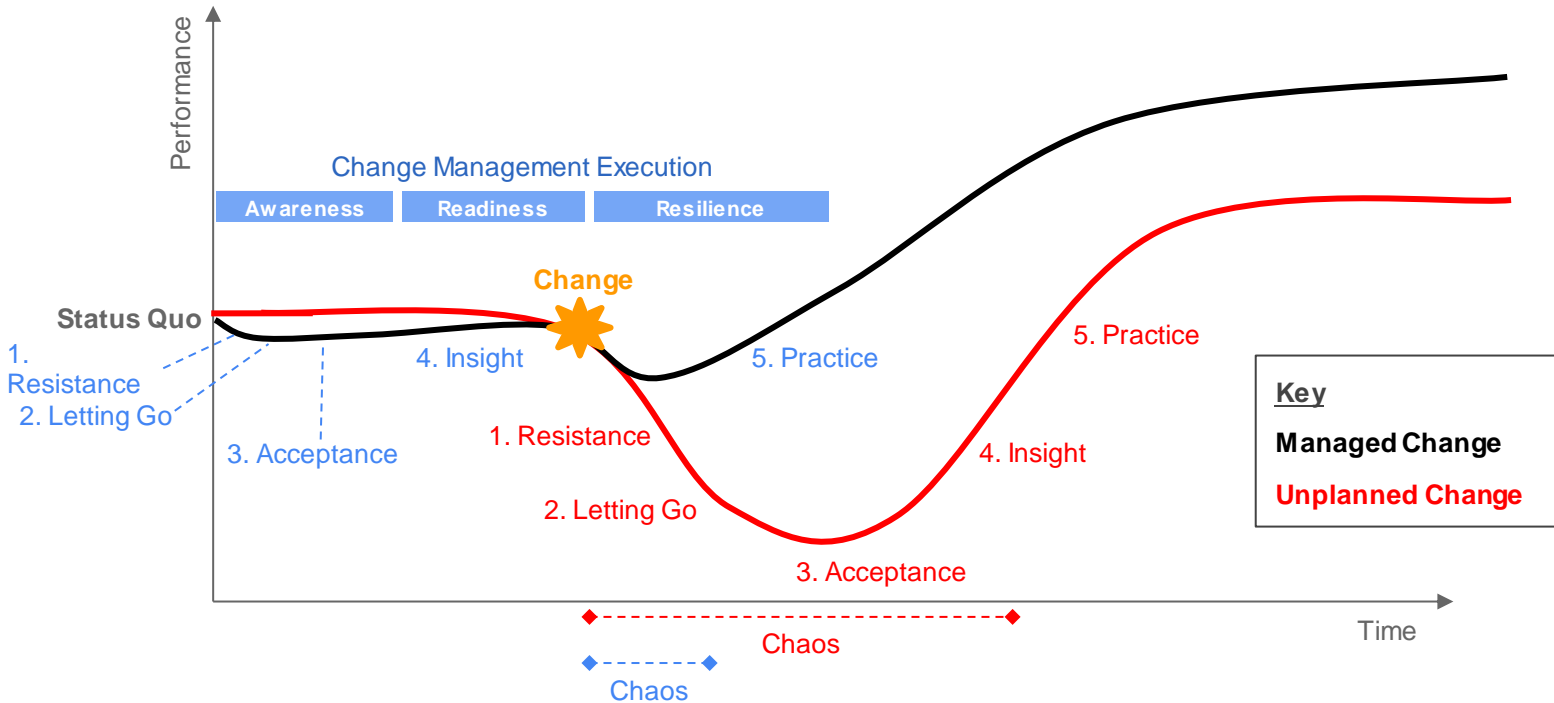 Performance
Change Management Execution
Awareness
Readiness
Resilience
Change
Status Quo
1.
Resistance
2. Letting Go
3. Acceptance
4. Insight
5. Practice
1. Resistance
2. Letting Go
3. Acceptance
4. Insight
5. Practice
Key
Managed Change
Unplanned Change
Time
Chaos
Chaos